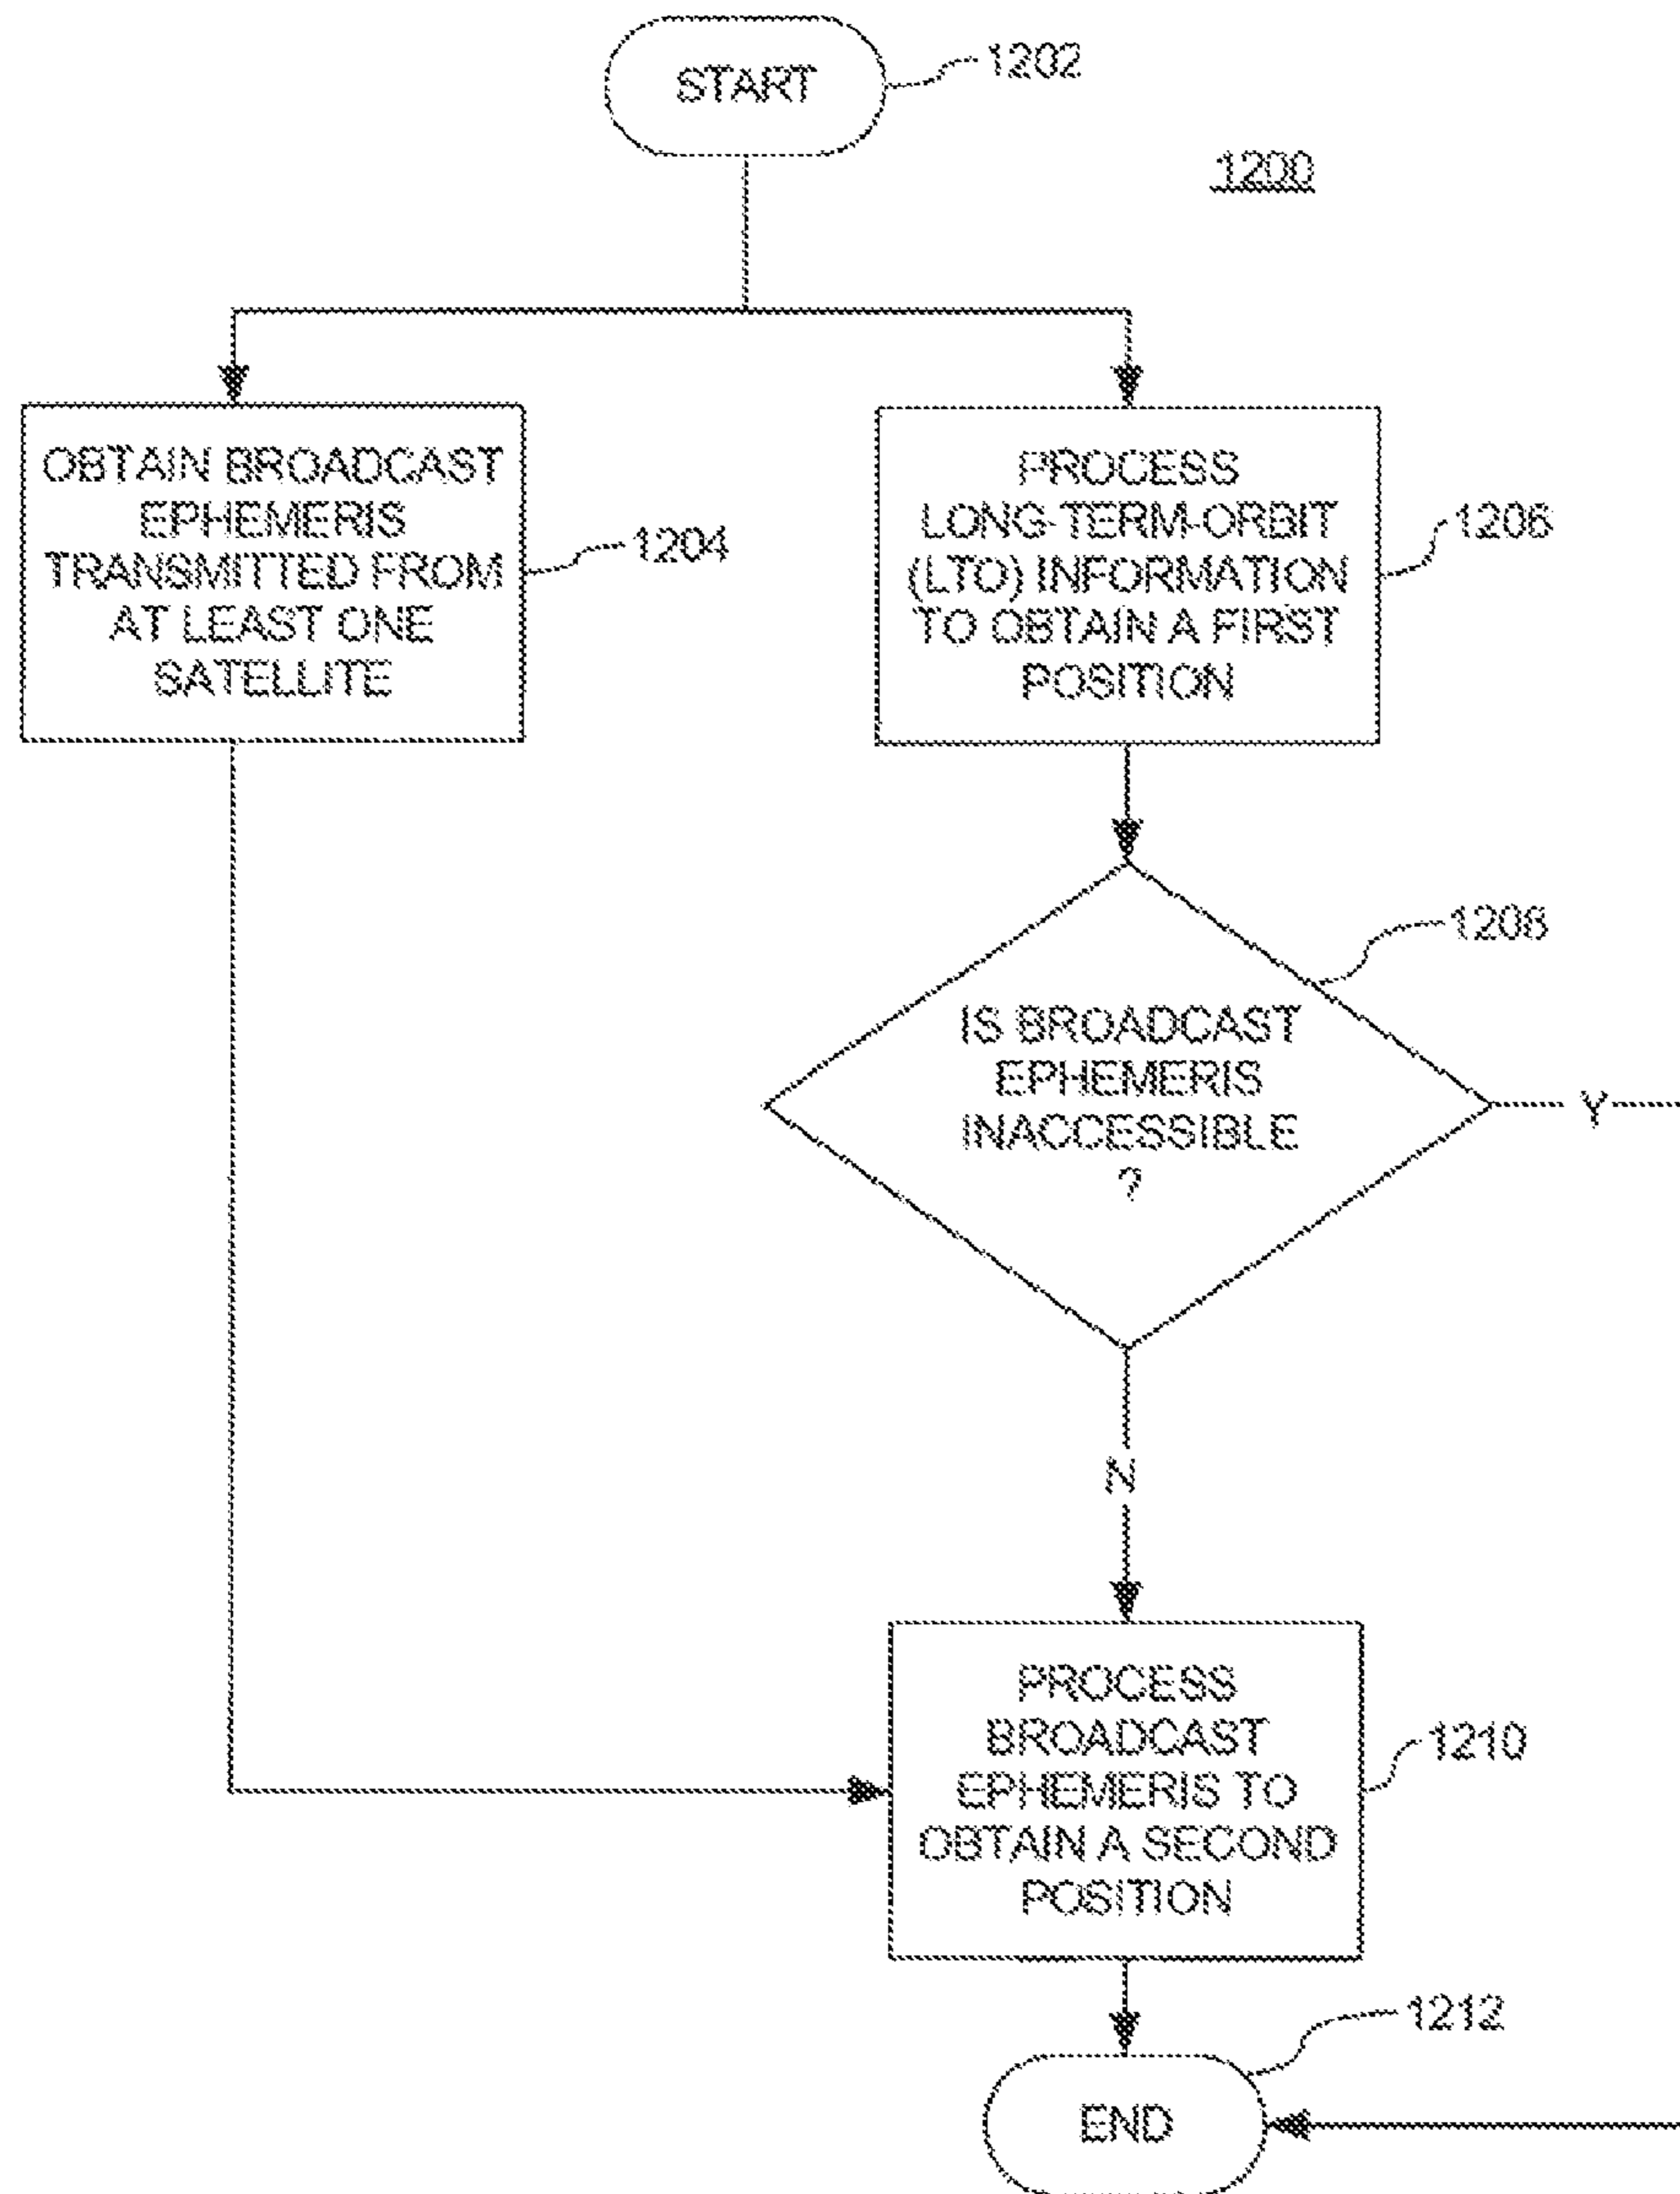 START
1202
1200
OBTAIN BROADCAST
EPHEMERIS
TRANSMITTED FROM
AT LEAST ONE
SATELLITE
1204
PROCESS
LONG-TERM-ORBIT
(LTO) INFORMATION
TO OBTAIN A FIRST
POSITION
1206
1208
IS BROADCAST
EPHEMERIS
INACCESSIBLE
?
Y
N
PROCESS
BROADCAST
EPHEMERIS TO
OBTAIN A SECOND
POSITION
1210
1212
END